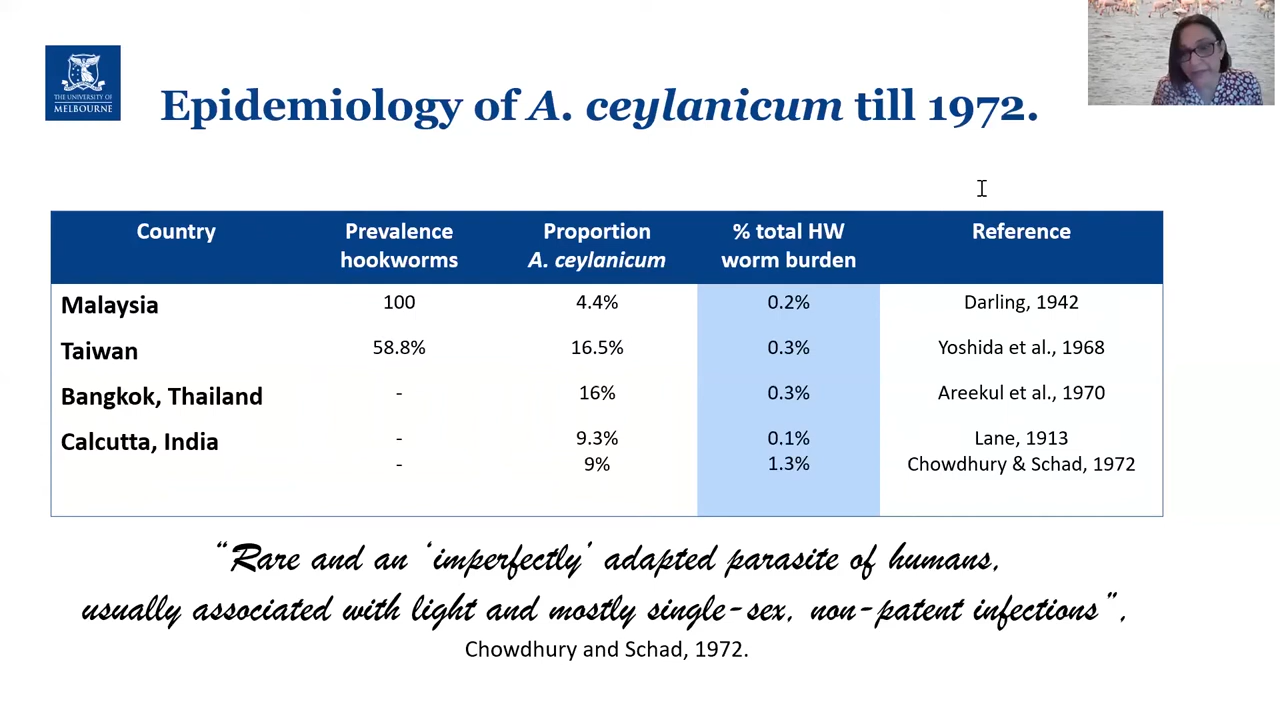 THE UNIVERSITY OF
MELBOURNE
Epidemiology of A. ceylanicum till 1972.
Country Prevalence hookworms Proportion A. ceylanicum % total HW worm burden Reference
Malaysia 100 4.4% 0.2% Darling, 1942
Taiwan 58.8% 16.5% 0.3% Yoshida et al., 1968
Bangkok, Thailand - 16% 0.3% Areekul et al., 1970
Calcutta, India - 9.3% 0.1% Lane, 1913
- 9% 1.3% Chowdhury & Schad, 1972
“Rare and an ‘imperfectly’ adapted parasite of humans,
usually associated with light and mostly single-sex, non-patent infections”,
Chowdhury and Schad, 1972.